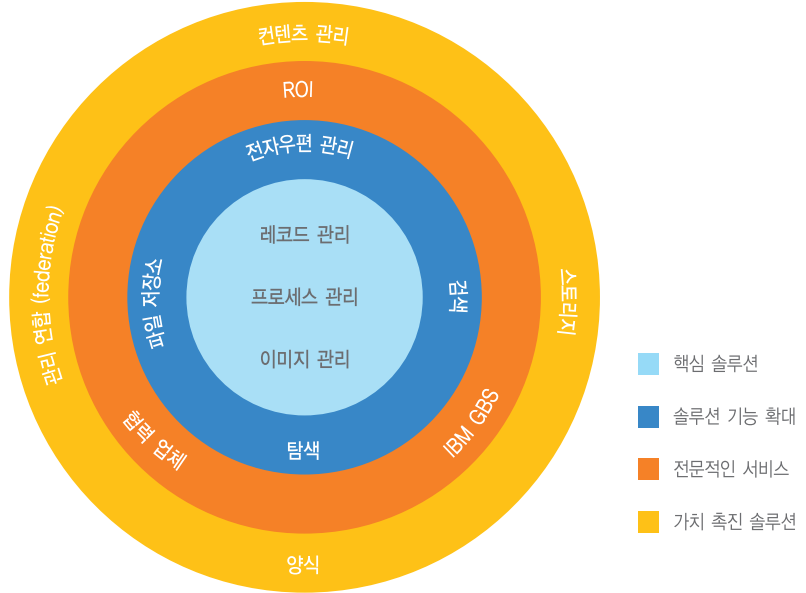 컨텐츠 관리
ROI
전자우편 관리
레코드 관리
프로세스 관리
이미지 관리
관리 연합 (federation)
파일 저장소
검색
스토리지
협력 업체
IBM GBS
탐색
양식
핵심 솔루션
솔루션 기능 확대
전문적인 서비스
가치 촉진 솔루션